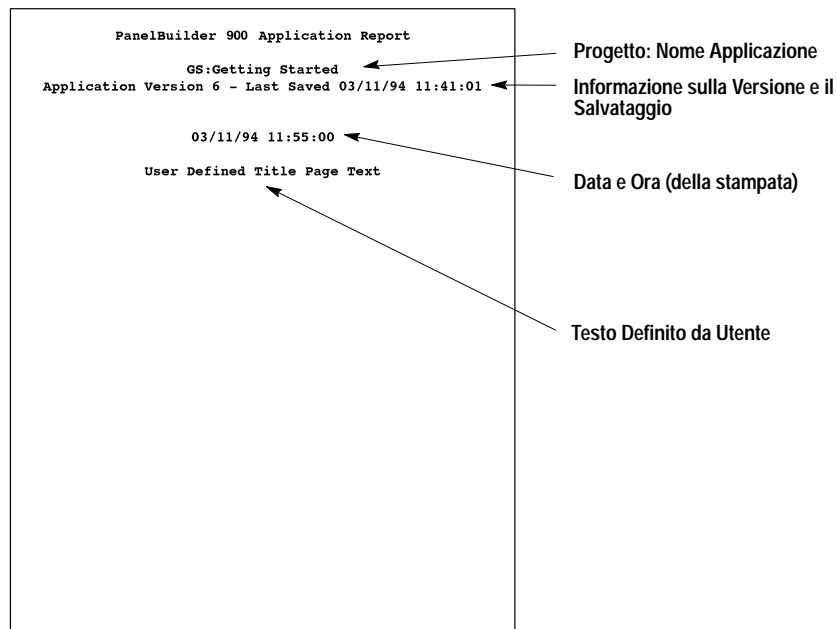 PanelBuilder 900 Application Report
GS:Getting Started
Application Version 6 - Last Saved 03/11/94 11:41:01
03/11/94 11:55:00
User Defined Title Page Text
Progetto: Nome Applicazione
Informazione sulla Versione e il
Salvataggio
Data e Ora (della stampata)
Testo Definito da Utente